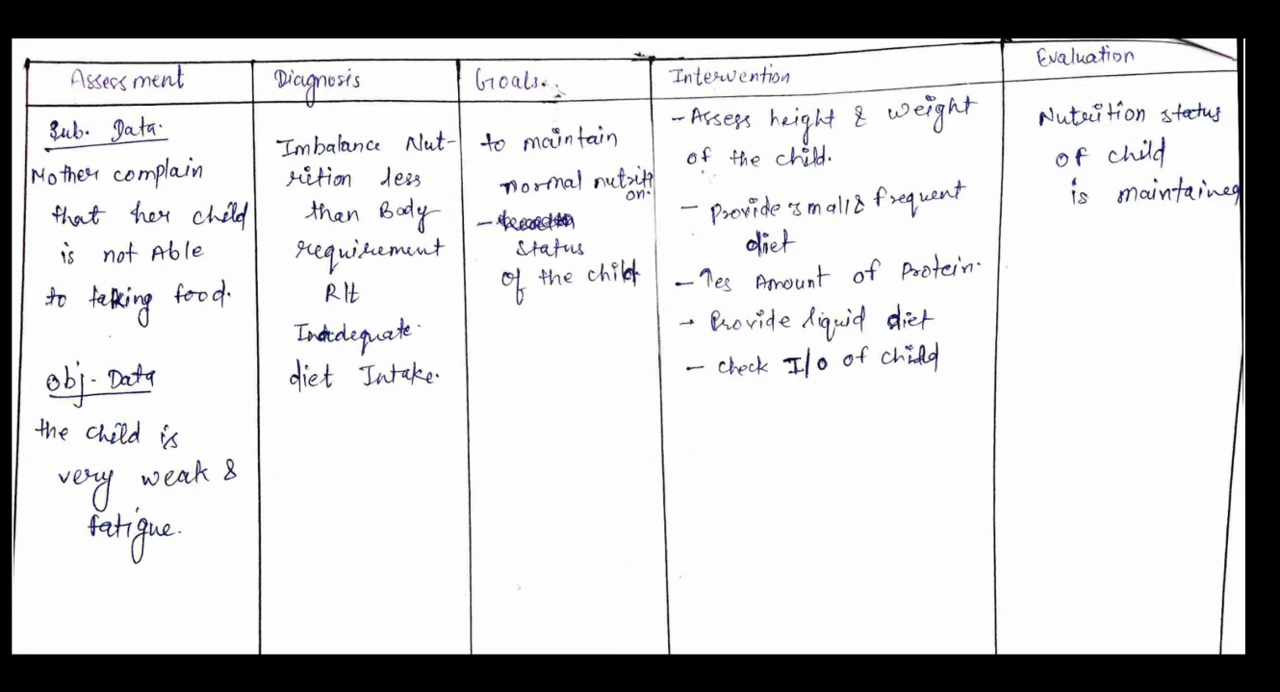 Assessment
Sub. Data.
Mother complain
that her child
is not Able
to taking food.
Obj- Data
the child is
very weak &
fatigue.
Diagnosis
Imbalance Nut-
rition less
than Body
requirement
R/t
Inadequate.
diet Intake.
Goals.
to maintain
normal nutriti
on.
status
of the child
Intervention
- Assess height & weight
of the child.
- Provide small & frequent
diet
- ↑es Amount of Protein.
- Provide liquid diet
- check I/O of child
Evaluation
Nutrition status
of child
is maintained